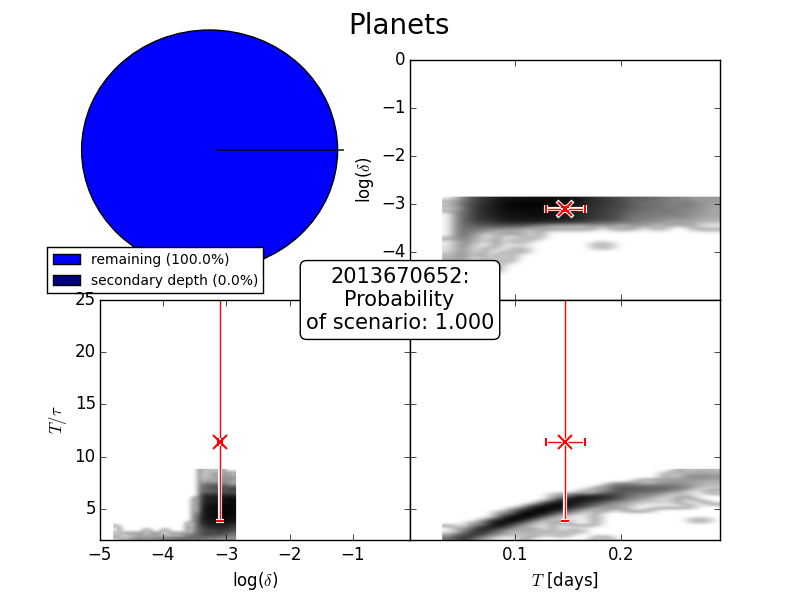 Planets
remaining (100.0%)
secondary depth (0.0%)
0
−1
−2
−3
−4
log(δ)
2013670652:
Probability
of scenario: 1.000
25
20
15
10
5
T/τ
−5
−4
−3
−2
−1
log(δ)
0.1
0.2
T [days]